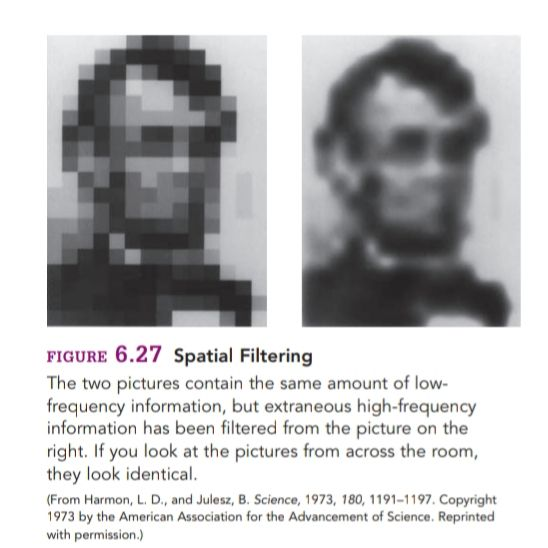 FIGURE 6.27 Spatial Filtering
The two pictures contain the same amount of low-
frequency information, but extraneous high-frequency
information has been filtered from the picture on the
right. If you look at the pictures from across the room,
they look identical.
(From Harmon, L. D., and Julesz, B. Science, 1973, 180, 1191–1197. Copyright
1973 by the American Association for the Advancement of Science. Reprinted
with permission.)